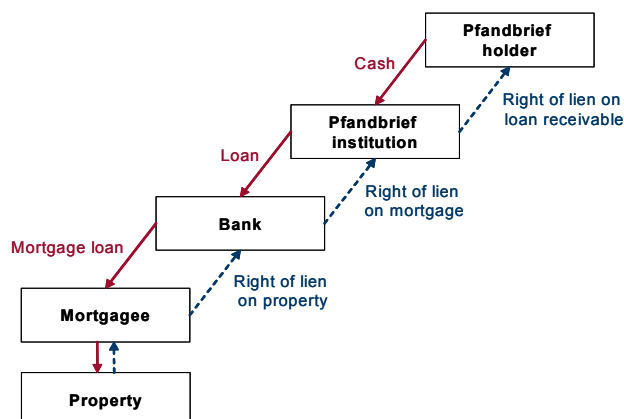 Pfandbrief
holder
Cash
Right of lien on
loan receivable
Pfandbrief
institution
Loan
Right of lien
on mortgage
Bank
Mortgage loan
Right of lien
on property
Mortgagee
Property